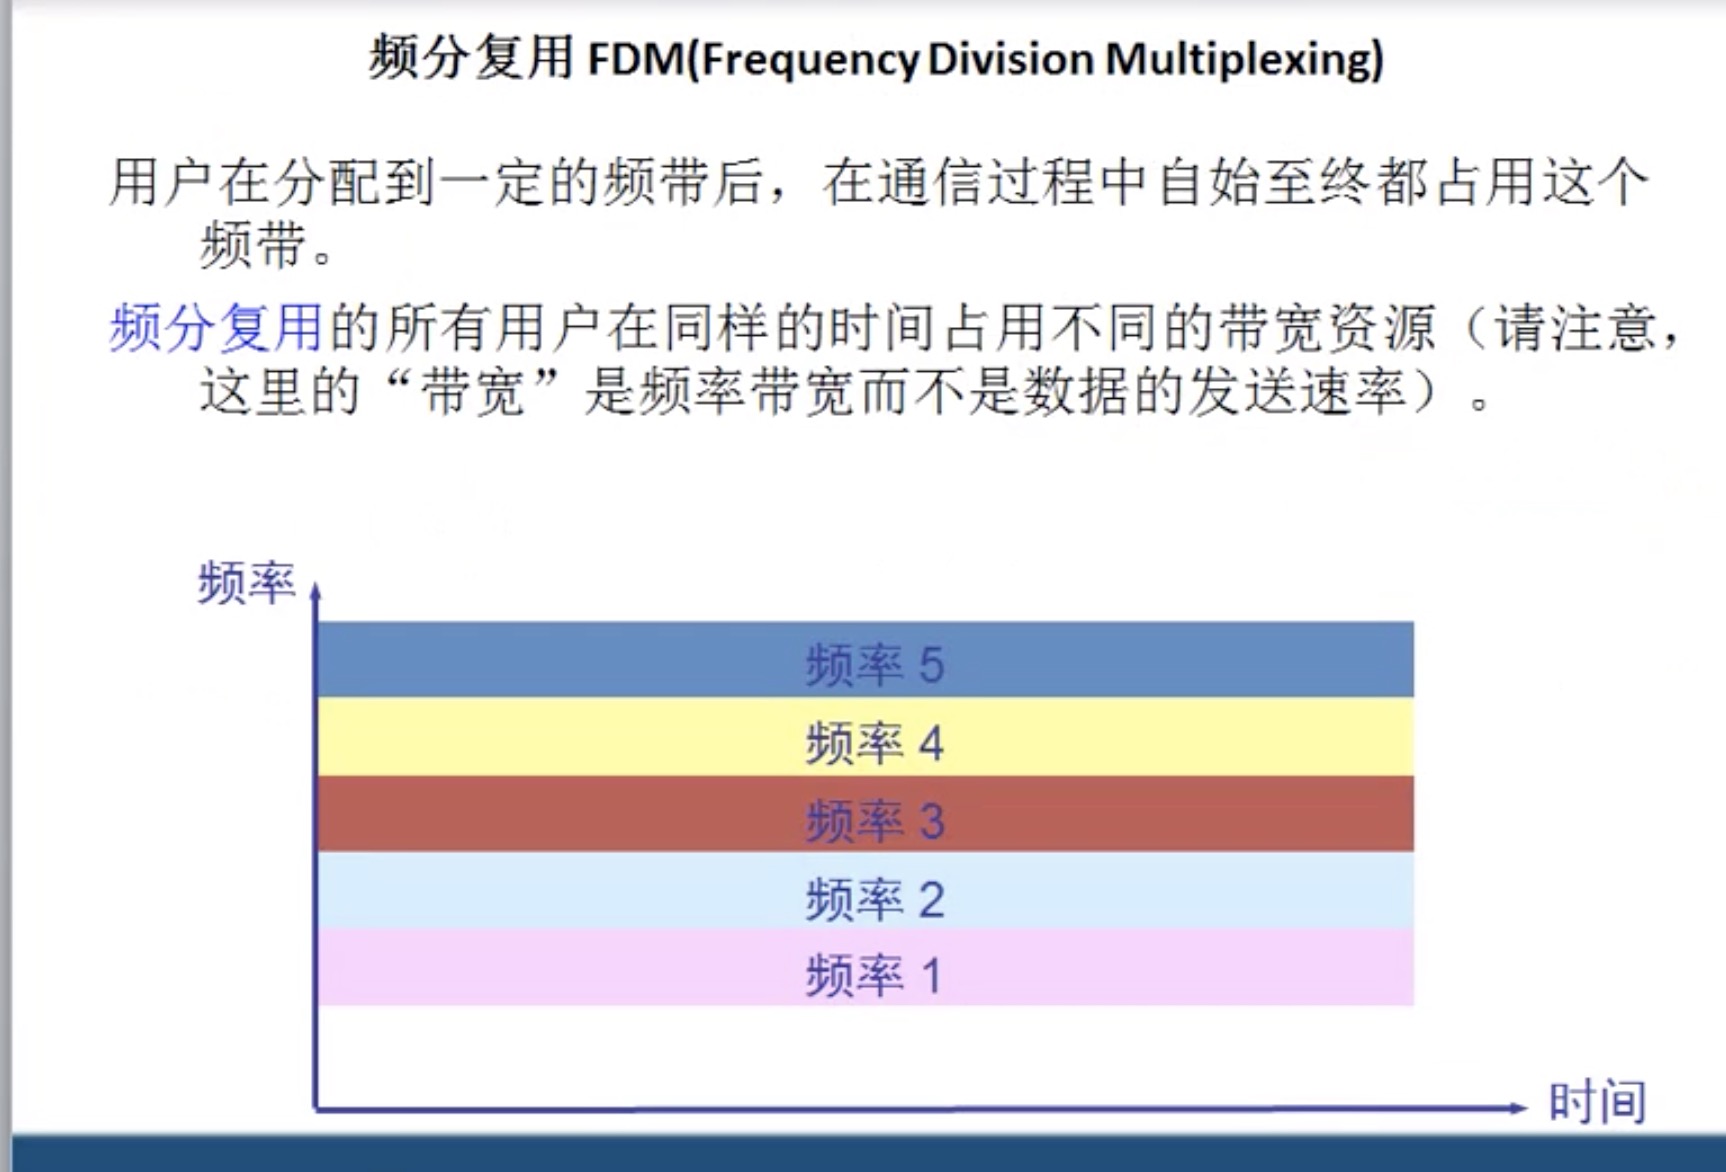 频分复用 FDM(Frequency Division Multiplexing)
用户在分配到一定的频带后，在通信过程中自始至终都占用这个
频带。
频分复用的所有用户在同样的时间占用不同的带宽资源（请注意，
这里的“带宽”是频率带宽而不是数据的发送速率）。
频率
频率 5
频率 4
频率 3
频率 2
频率 1
时间